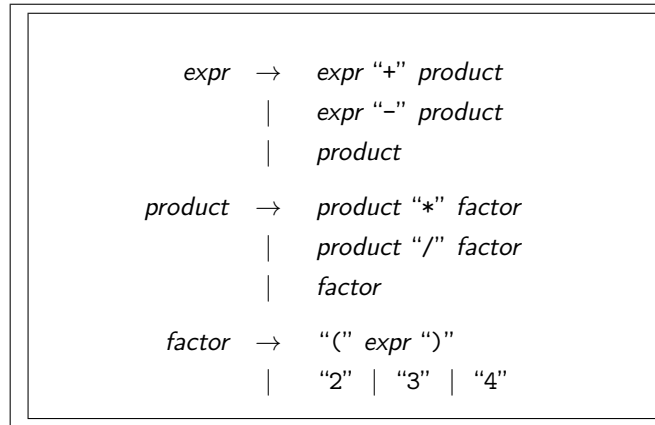 expr → expr “+” product
| expr “-” product
| product
product → product “*” factor
| product “/” factor
| factor
factor → “(” expr “)”
| “2” | “3” | “4”